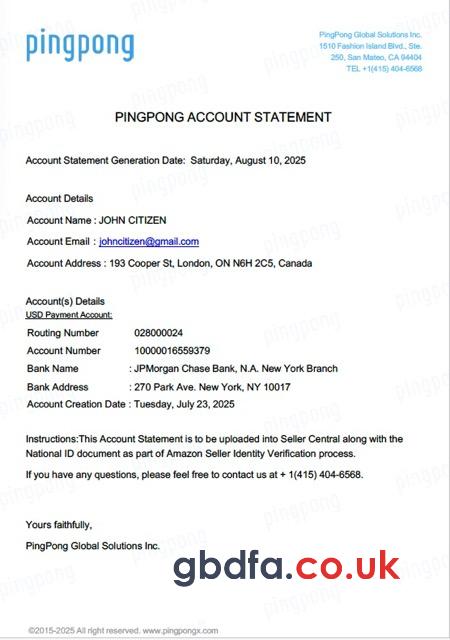 pingpong
PingPong Global Solutions Inc.
1510 Fashion Island Blvd., Ste.
250, San Mateo, CA 94404
TEL +1(415) 404-6568
PINGPONG ACCOUNT STATEMENT
Account Statement Generation Date: Saturday, August 10, 2025
Account Details
Account Name : JOHN CITIZEN
Account Email : johncitizen@gmail.com
Account Address : 193 Cooper St, London, ON N6H 2C5, Canada
Account(s) Details
USD Payment Account:
Routing Number 028000024
Account Number 10000016559379
Bank Name : JPMorgan Chase Bank, N.A. New York Branch
Bank Address : 270 Park Ave. New York, NY 10017
Account Creation Date : Tuesday, July 23, 2025
Instructions:This Account Statement is to be uploaded into Seller Central along with the
National ID document as part of Amazon Seller Identity Verification process.
If you have any questions, please feel free to contact us at + 1(415) 404-6568.
Yours faithfully,
PingPong Global Solutions Inc.
gbdfa.co.uk
©2015-2025 All right reserved. www.pingpongx.com